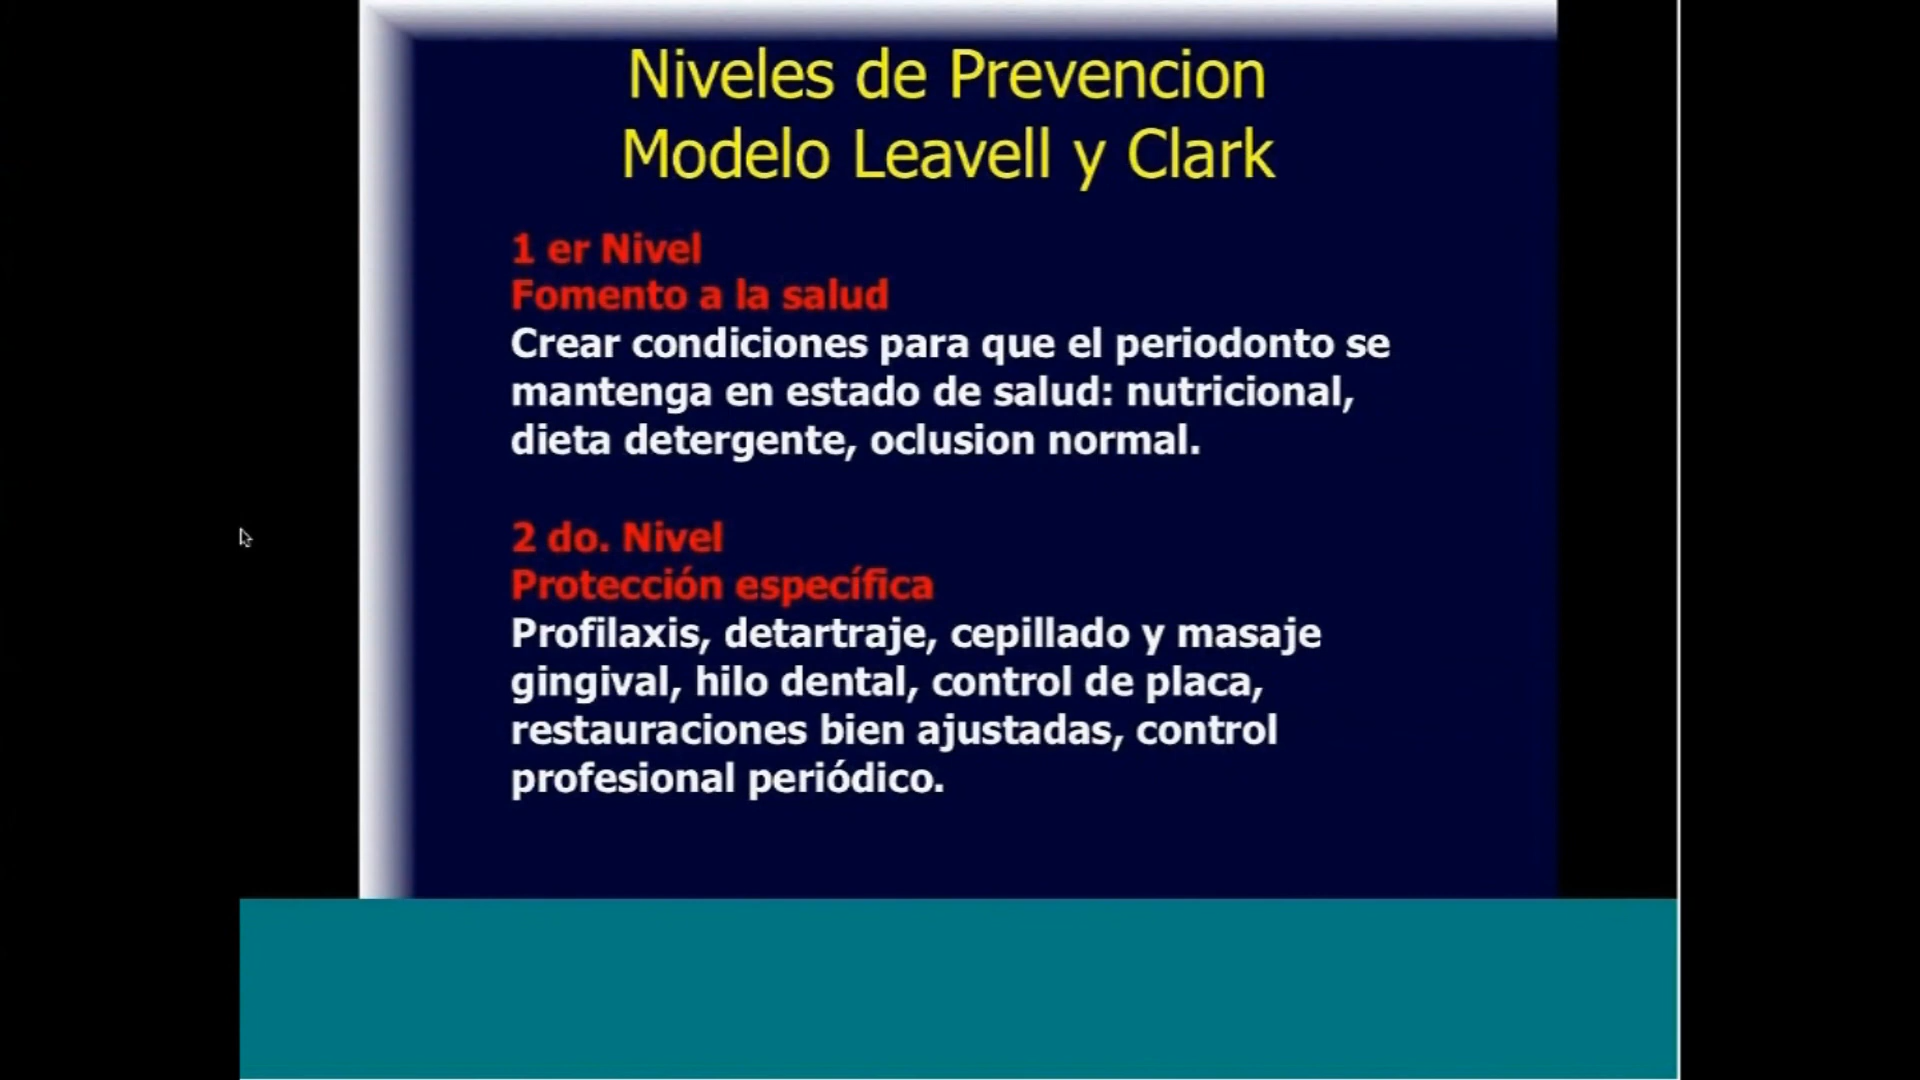 Niveles de Prevencion
Modelo Leavell y Clark
1 er Nivel
Fomento a la salud
Crear condiciones para que el periodonto se
mantenga en estado de salud: nutricional,
dieta detergente, oclusion normal.
2 do. Nivel
Protección específica
Profilaxis, detartraje, cepillado y masaje
gingival, hilo dental, control de placa,
restauraciones bien ajustadas, control
profesional periódico.